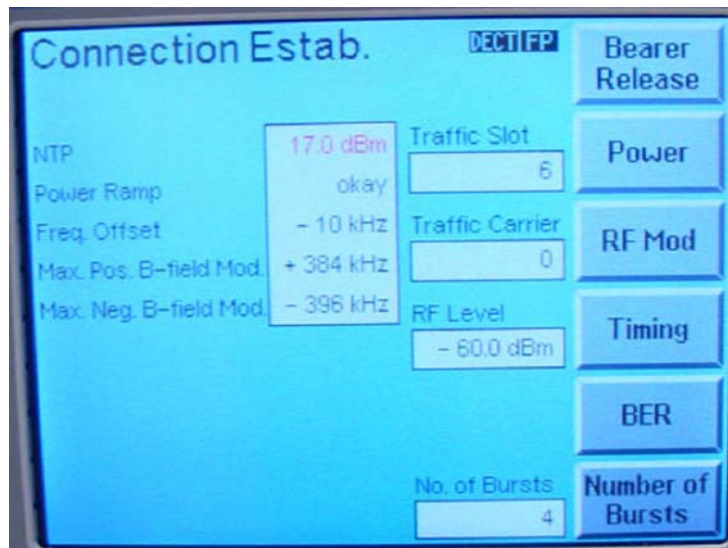 Connection Estab.
DECT FP
NTP 17.0 dBm
Power Ramp okay
Freq. Offset - 10 kHz
Max. Pos. B-field Mod. + 384 kHz
Max. Neg. B-field Mod. - 396 kHz
Traffic Slot
6
Traffic Carrier
0
RF Level
- 60.0 dBm
No. of Bursts
4
Bearer
Release
Power
RF Mod
Timing
BER
Number of
Bursts